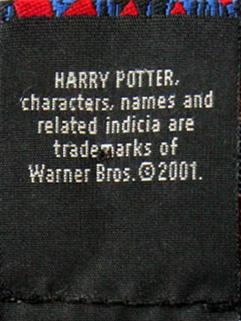 HARRY POTTER,
characters, names and
related indicia are
trademarks of
Warner Bros. ©2001.